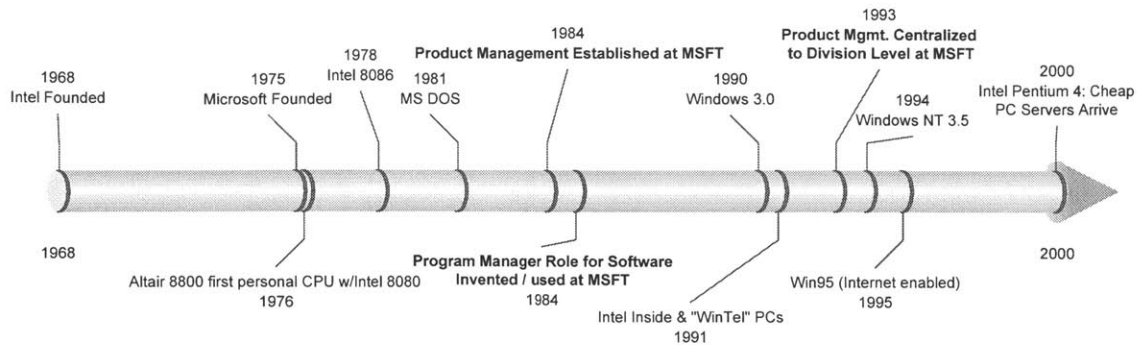 1968
Intel Founded
1975
Microsoft Founded
1978
Intel 8086
1981
MS DOS
1984
Product Management Established at MSFT
1990
Windows 3.0
1993
Product Mgmt. Centralized
to Division Level at MSFT
1994
Windows NT 3.5
2000
Intel Pentium 4: Cheap
PC Servers Arrive
1968
2000
Altair 8800 first personal CPU w/Intel 8080
1976
Program Manager Role for Software
Invented / used at MSFT
1984
Intel Inside & "WinTel" PCs
1991
Win95 (Internet enabled)
1995